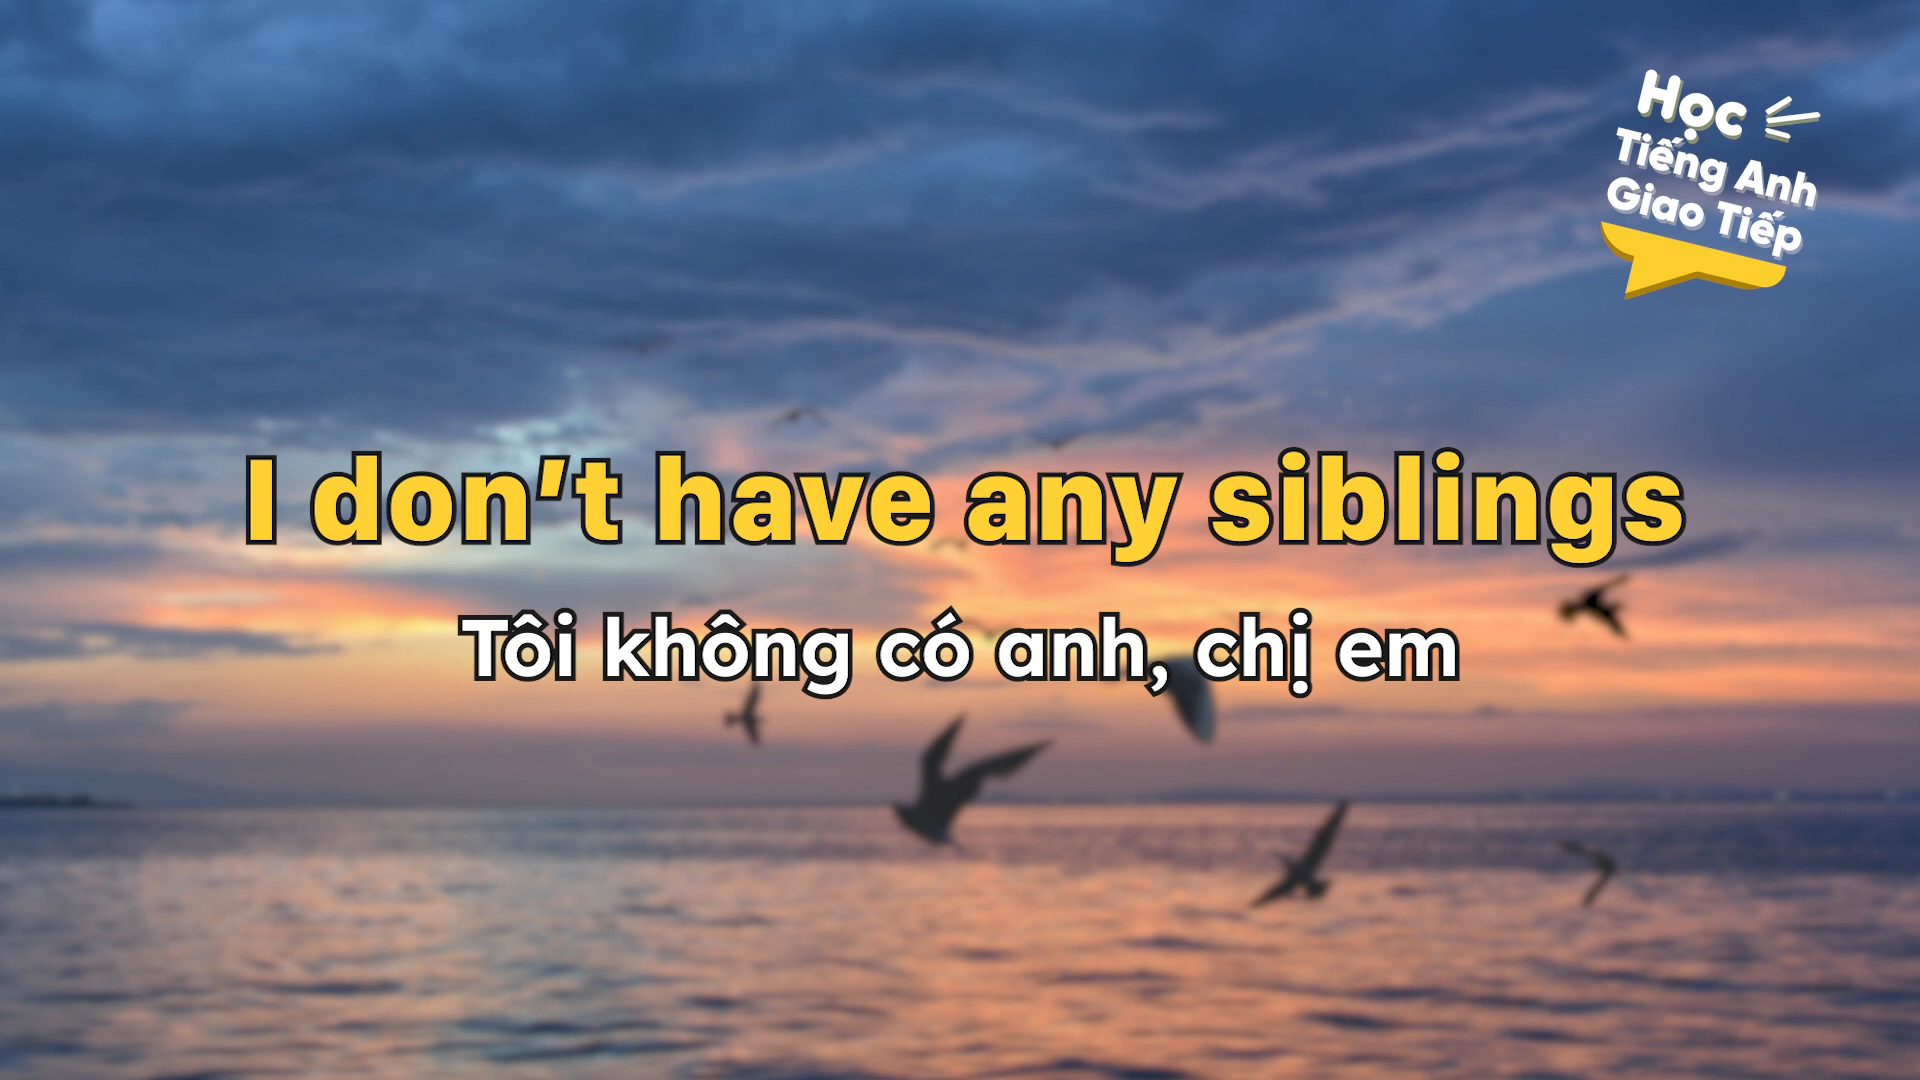 Học
Tiếng Anh
Giao Tiếp
I don’t have any siblings
Tôi không có anh, chị em